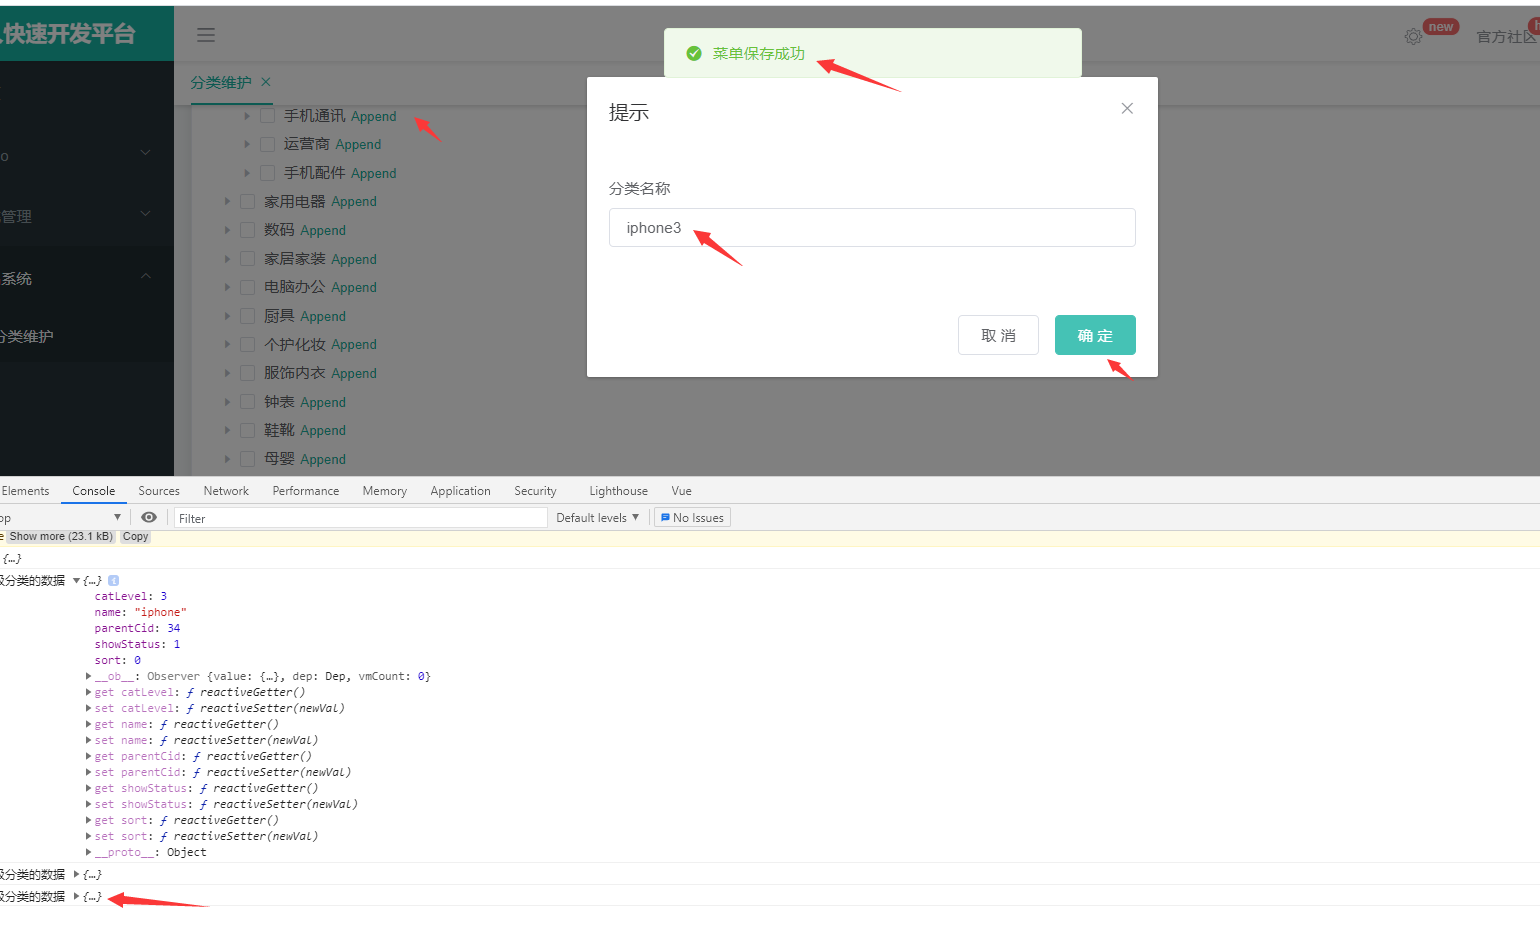 快速开发平台
new
官方社区
菜单保存成功
分类维护
提示
手机通讯 Append
o
运营商 Append
手机配件 Append
分类名称
家用电器 Append
管理
iphone3
数码 Append
家居家装 Append
系统
电脑办公 Append
厨具 Append
分类维护
取 消
确 定
个护化妆 Append
服饰内衣 Append
钟表 Append
鞋靴 Append
母婴 Append
Elements Console Sources Network Performance Memory Application Security Lighthouse Vue
op Filter Default levels ▼ No Issues
e Show more (23.1 kB) Copy
{…}
级分类的数据 ▼{…}
catLevel: 3
name: "iphone"
parentCid: 34
showStatus: 1
sort: 0
▶__ob__: Observer {value: {…}, dep: Dep, vmCount: 0}
▶get catLevel: ƒ reactiveGetter()
▶set catLevel: ƒ reactiveSetter(newVal)
▶get name: ƒ reactiveGetter()
▶set name: ƒ reactiveSetter(newVal)
▶get parentCid: ƒ reactiveGetter()
▶set parentCid: ƒ reactiveSetter(newVal)
▶get showStatus: ƒ reactiveGetter()
▶set showStatus: ƒ reactiveSetter(newVal)
▶get sort: ƒ reactiveGetter()
▶set sort: ƒ reactiveSetter(newVal)
▶__proto__: Object
级分类的数据 ▶{…}
级分类的数据 ▶{…}